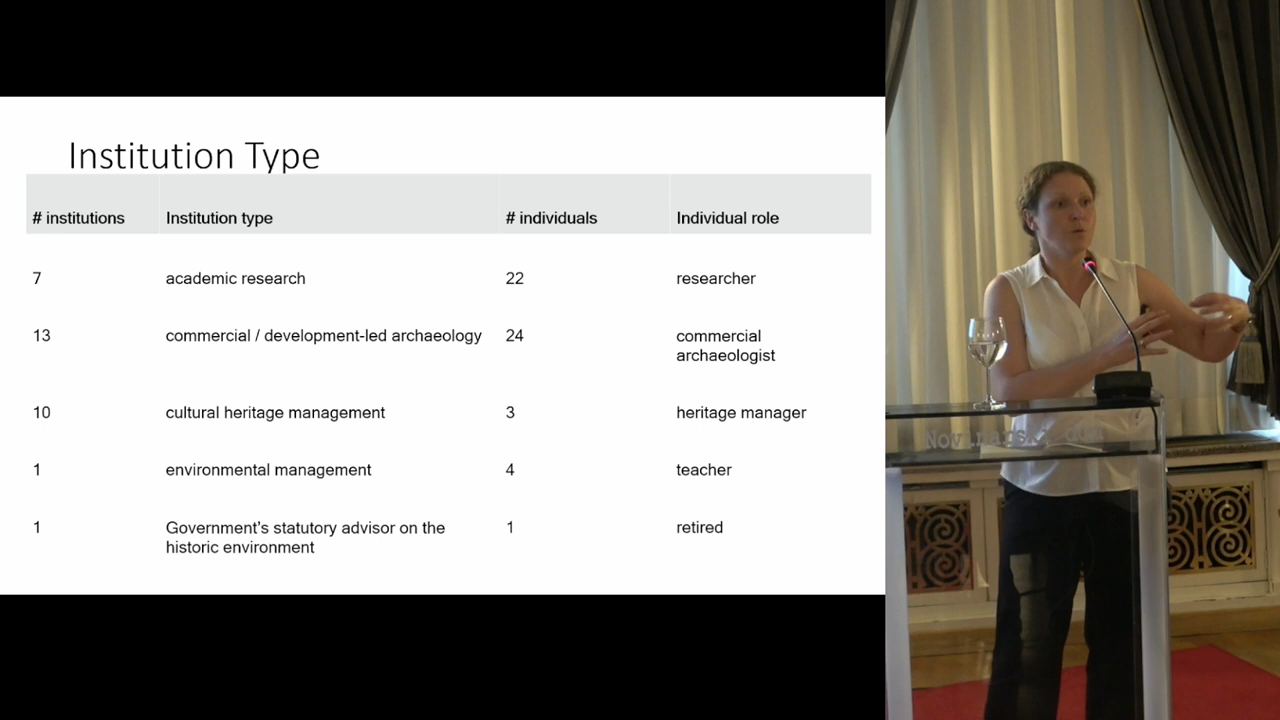 Institution Type
# institutions Institution type # individuals Individual role
7 academic research 22 researcher
13 commercial / development-led archaeology 24 commercial
archaeologist
10 cultural heritage management 3 heritage manager
1 environmental management 4 teacher
1 Government's statutory advisor on the 1 retired
historic environment
Novinarski dom